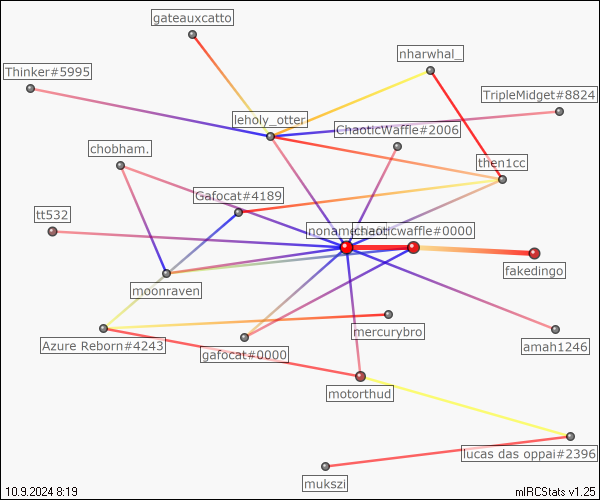 gateauxcatto
nharwhal_
Thinker#5995
TripleMidget#8824
leholy_otter
ChaoticWaffle#2006
chobham.
then1cc
Gafocat#4189
tt532
chaoticwaffle#0000
fakedingo
moonraven
mercurybro
Azure Reborn#4243
gafocat#0000
amah1246
motorthud
lucas das oppai#2396
mukszi
10.9.2024 8:19
mIRCStats v1.25